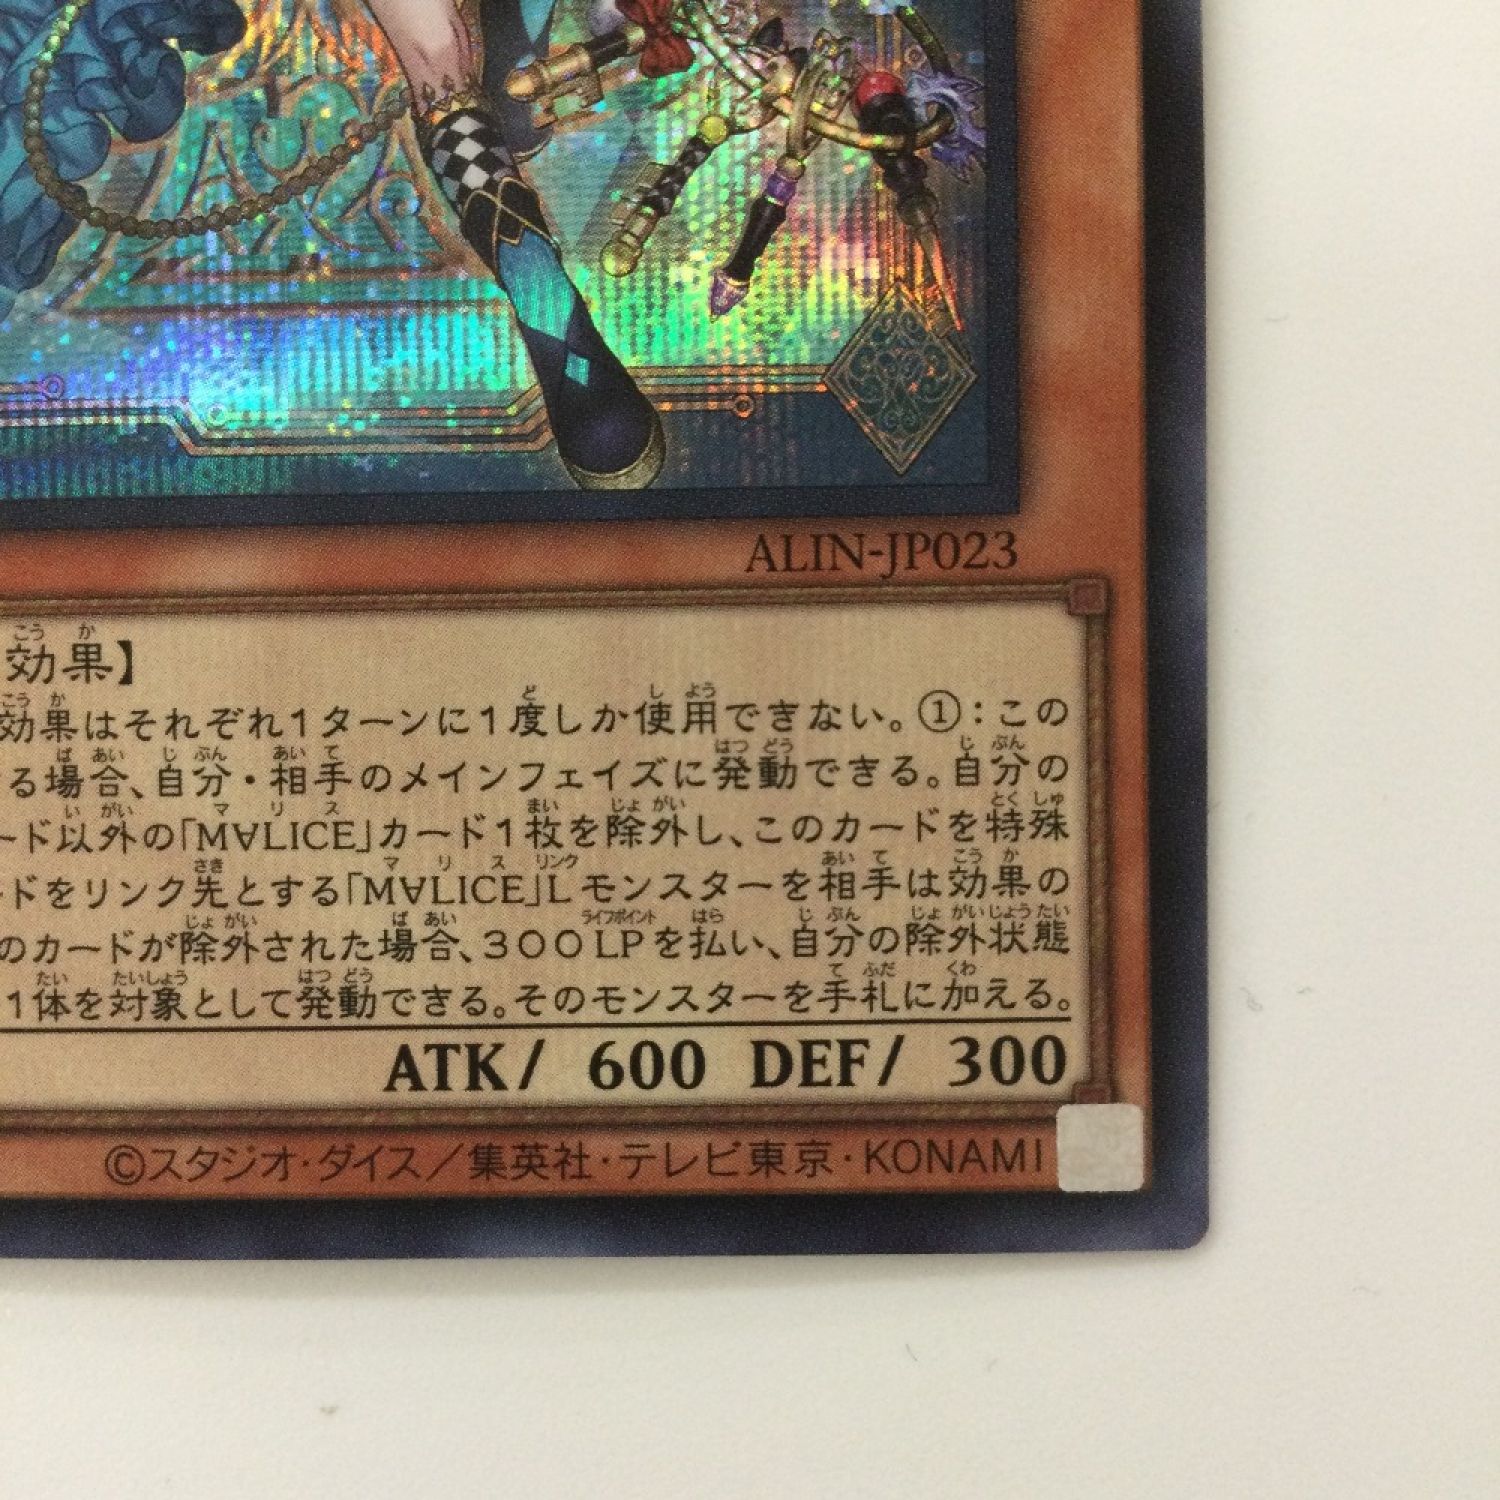 ALIN-JP023
効果】
効果はそれぞれ1ターンに1度しか使用できない。①:この
る場合、自分・相手のメインフェイズに発動できる。自分の
ード以外の「M∀LICE」カード1枚を除外し、このカードを特殊
ドをリンク先とする「M∀LICE」Lモンスターを相手は効果の
のカードが除外された場合、300LPを払い、自分の除外状態
1体を対象として発動できる。そのモンスターを手札に加える。
ATK/ 600 DEF/ 300
©スタジオ・ダイス/集英社・テレビ東京・KONAMI